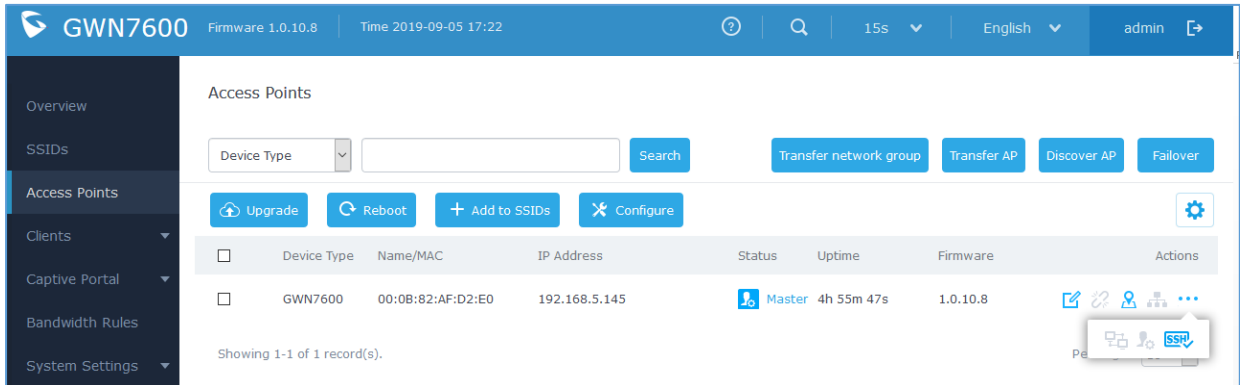 GWN7600 Firmware 1.0.10.8 Time 2019-09-05 17:22 15s English admin
Overview
SSIDs
Access Points
Clients
Captive Portal
Bandwidth Rules
System Settings
Access Points
Device Type Search Transfer network group Transfer AP Discover AP Failover
Upgrade Reboot + Add to SSIDs Configure
Device Type Name/MAC IP Address Status Uptime Firmware Actions
GWN7600 00:0B:82:AF:D2:E0 192.168.5.145 Master 4h 55m 47s 1.0.10.8
SSH
Showing 1-1 of 1 record(s).